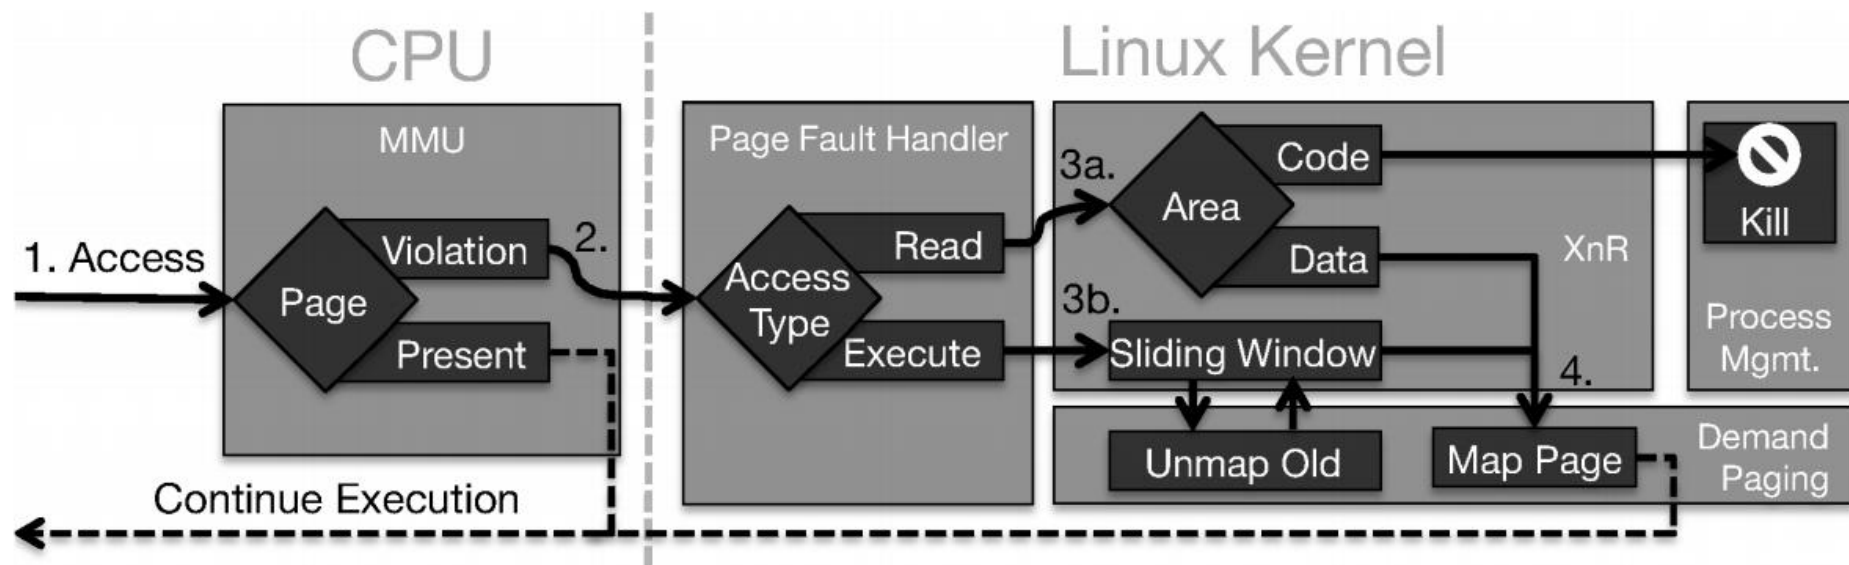 CPU
Linux Kernel
MMU
Page Fault Handler
1. Access
Page
Violation
Present
2.
Access
Type
Read
Execute
3a.
3b.
Area
Code
Data
XnR
Sliding Window
4.
Kill
Process
Mgmt.
Unmap Old
Map Page
Demand
Paging
Continue Execution